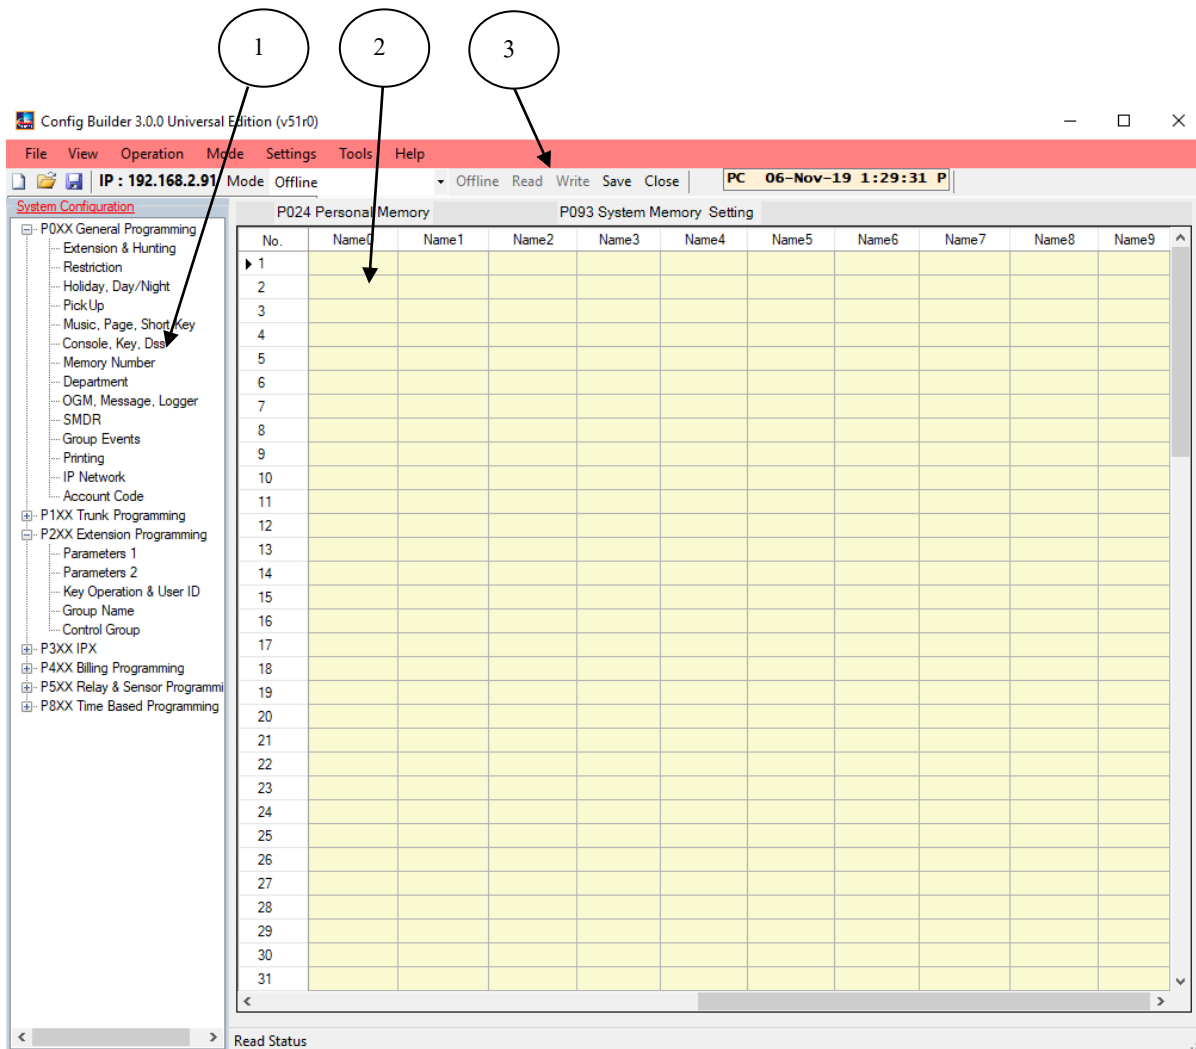 1 2 3
Config Builder 3.0.0 Universal Edition (v51r0)
File View Operation Mode Settings Tools Help
IP : 192.168.2.91 Mode Offline Offline Read Write Save Close PC 06-Nov-19 1:29:31 P
System Configuration
P0XX General Programming
Extension & Hunting
Restriction
Holiday, Day/Night
PickUp
Music, Page, Short Key
Console, Key, Dss
Memory Number
Department
OGM, Message, Logger
SMDR
Group Events
Printing
IP Network
Account Code
P1XX Trunk Programming
P2XX Extension Programming
Parameters 1
Parameters 2
Key Operation & User ID
Group Name
Control Group
P3XX IPX
P4XX Billing Programming
P5XX Relay & Sensor Programmi
P8XX Time Based Programming
P024 Personal Memory P093 System Memory Setting
No. Name0 Name1 Name2 Name3 Name4 Name5 Name6 Name7 Name8 Name9
1
2
3
4
5
6
7
8
9
10
11
12
13
14
15
16
17
18
19
20
21
22
23
24
25
26
27
28
29
30
31
Read Status